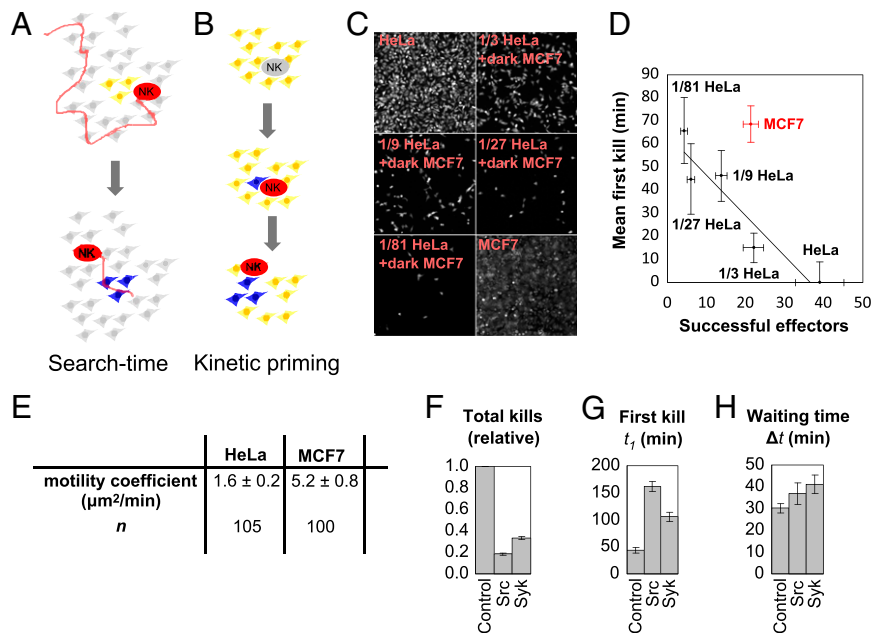 A
NK
NK
Search-time
B
NK
NK
NK
Kinetic priming
C
HeLa
1/3 HeLa
+dark MCF7
1/9 HeLa
+dark MCF7
1/27 HeLa
+dark MCF7
1/81 HeLa
+dark MCF7
MCF7
D
Mean first kill (min)
90
80
70
60
50
40
30
20
10
0
1/81 HeLa
MCF7
1/9 HeLa
1/27 HeLa
1/3 HeLa
HeLa
0 10 20 30 40 50
Successful effectors
E
HeLa MCF7
motility coefficient 1.6 ± 0.2 5.2 ± 0.8
(µm²/min)
n 105 100
F
Total kills
(relative)
1.0
0.8
0.6
0.4
0.2
0.0
Control
Src
Syk
G
First kill
t₁ (min)
200
150
100
50
0
Control
Src
Syk
H
Waiting time
Δt (min)
50
40
30
20
10
0
Control
Src
Syk